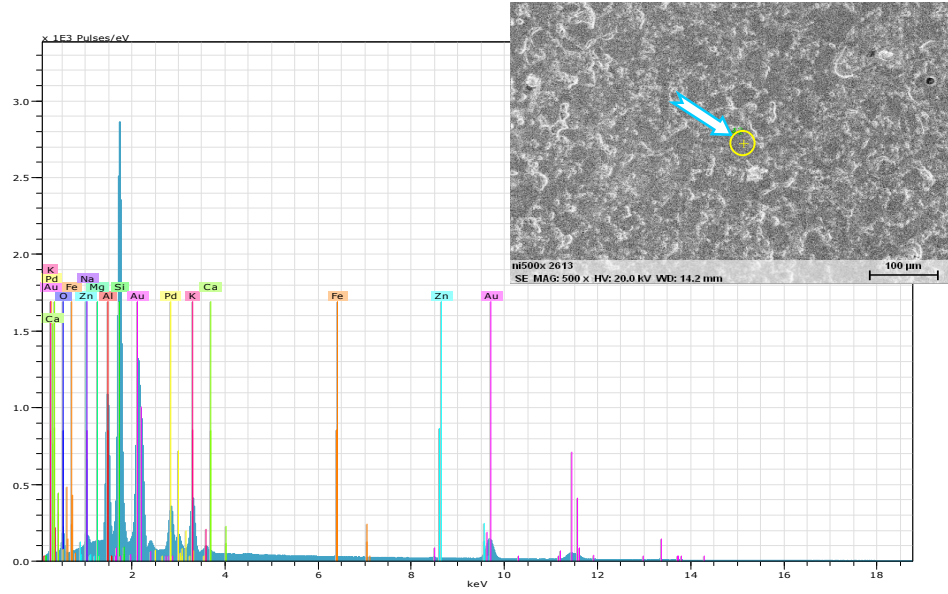 x 1E3 Pulses/eV
3.0
2.5
2.0
1.5
1.0
0.5
0.0
K
Pd Na
Au Fe Mg Si Ca
O Zn Al Au Pd K Fe Zn Au
Ca
2 4 6 8 10 12 14 16 18
keV
ni500x 2613
100 µm
SE MAG: 500 x HV: 20.0 kV WD: 14.2 mm